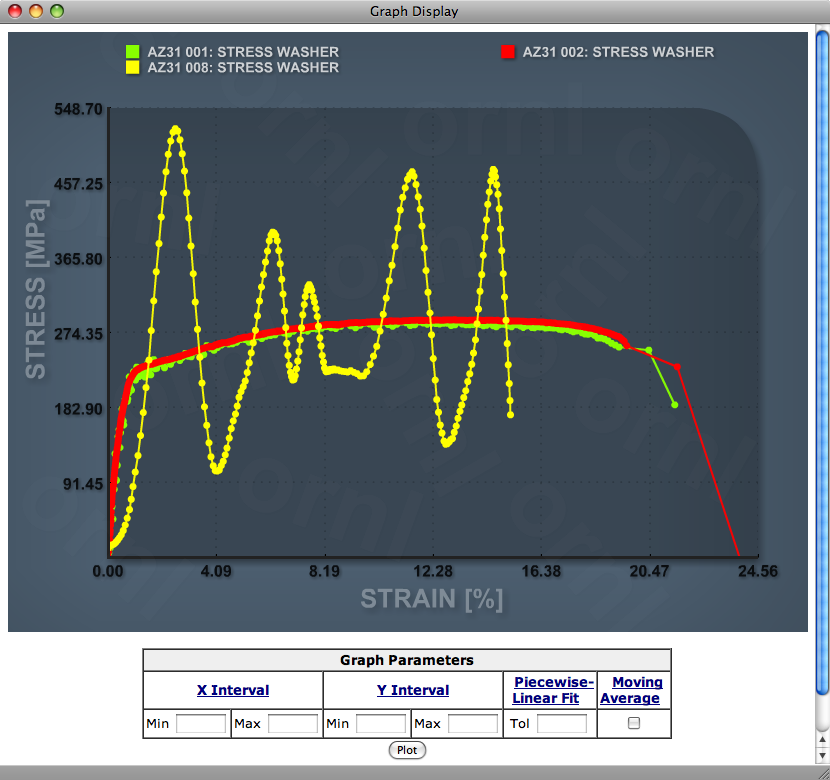 Graph Display
AZ31 001: STRESS WASHER
AZ31 002: STRESS WASHER
AZ31 008: STRESS WASHER
548.70
457.25
365.80
274.35
182.90
91.45
STRESS [MPa]
0.00 4.09 8.19 12.28 16.38 20.47 24.56
STRAIN [%]
ornl
Graph Parameters
X Interval Y Interval Piecewise-Linear Fit Moving Average
Min Max Min Max Tol
Plot